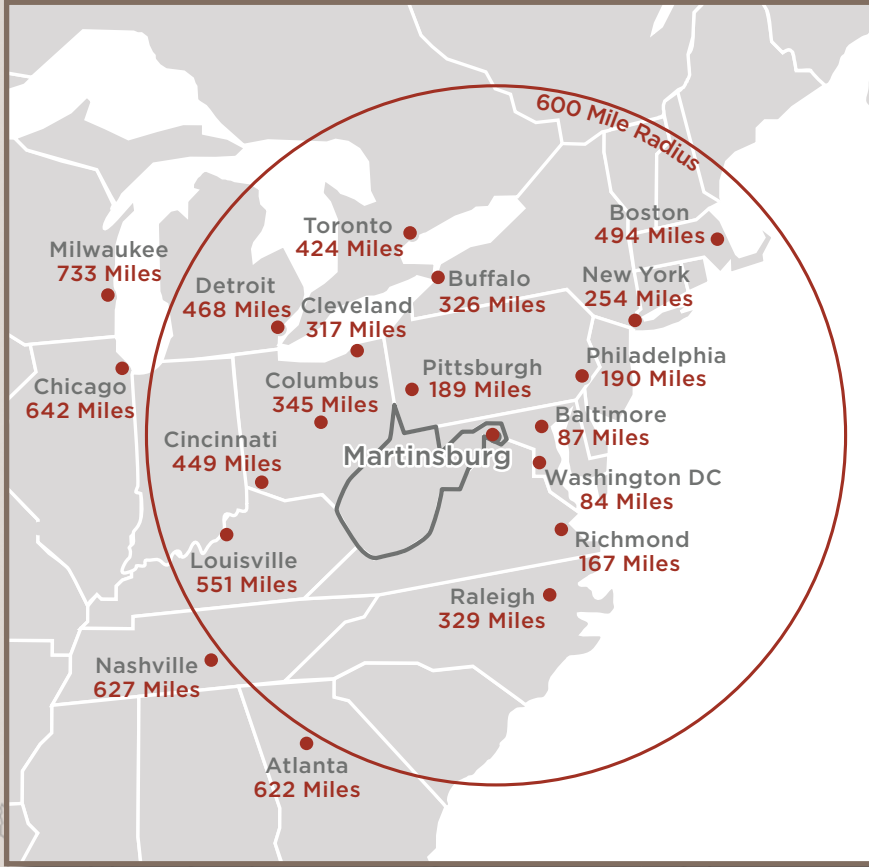 600 Mile Radius
Boston
494 Miles
Toronto
424 Miles
Milwaukee
733 Miles
Detroit
468 Miles
Buffalo
326 Miles
New York
254 Miles
Cleveland
317 Miles
Pittsburgh
189 Miles
Philadelphia
190 Miles
Chicago
642 Miles
Columbus
345 Miles
Baltimore
87 Miles
Cincinnati
449 Miles
Martinsburg
Washington DC
84 Miles
Richmond
167 Miles
Louisville
551 Miles
Raleigh
329 Miles
Nashville
627 Miles
Atlanta
622 Miles